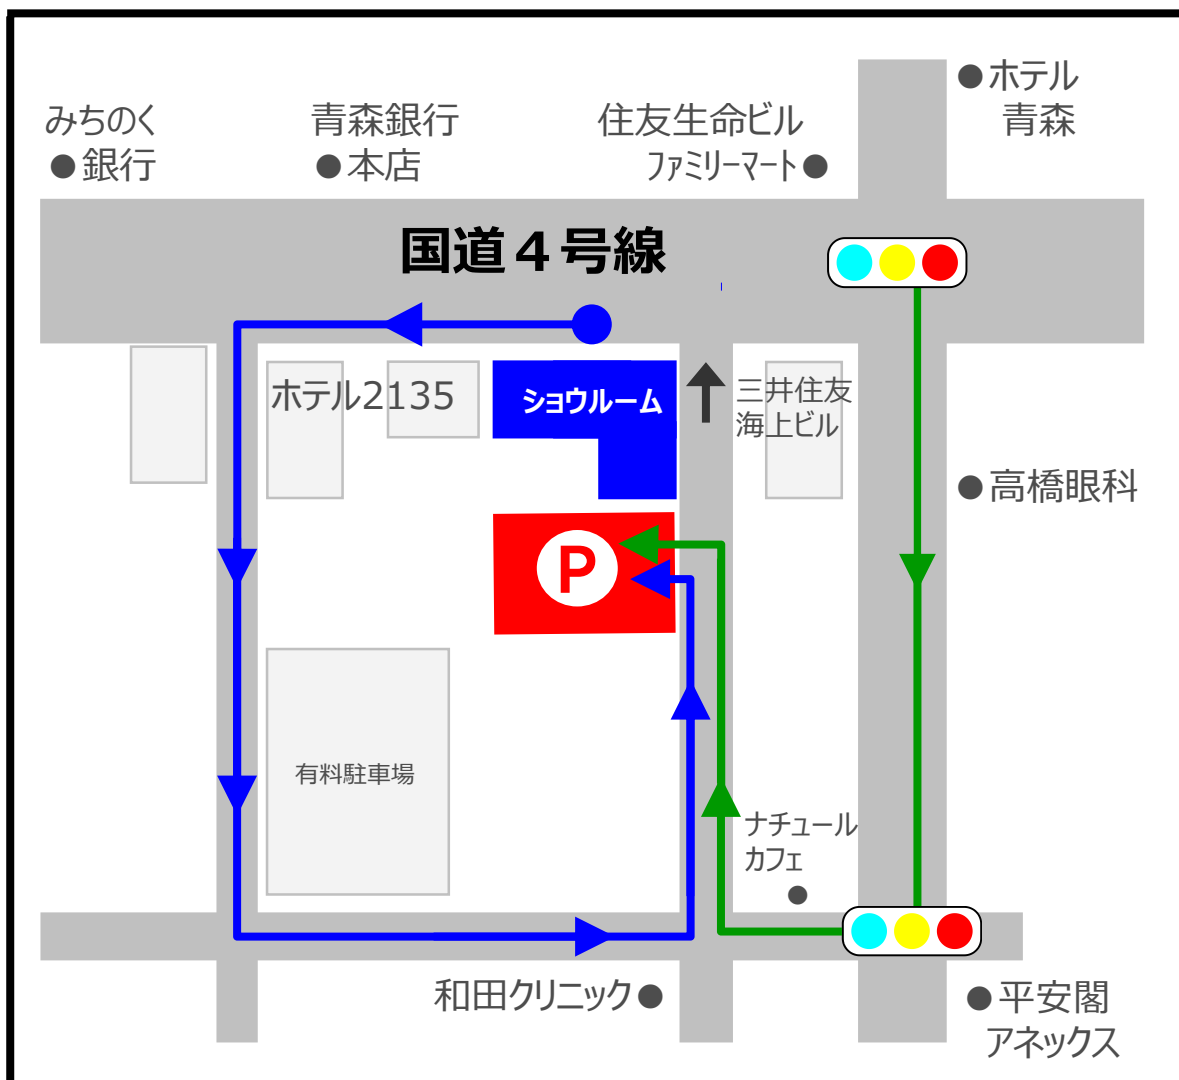 ホテル
青森
みちのく
銀行
青森銀行
本店
住友生命ビル
ファミリーマート
国道４号線
ホテル2135
ショウルーム
三井住友
海上ビル
高橋眼科
P
有料駐車場
ナチュール
カフェ
和田クリニック
平安閣
アネックス